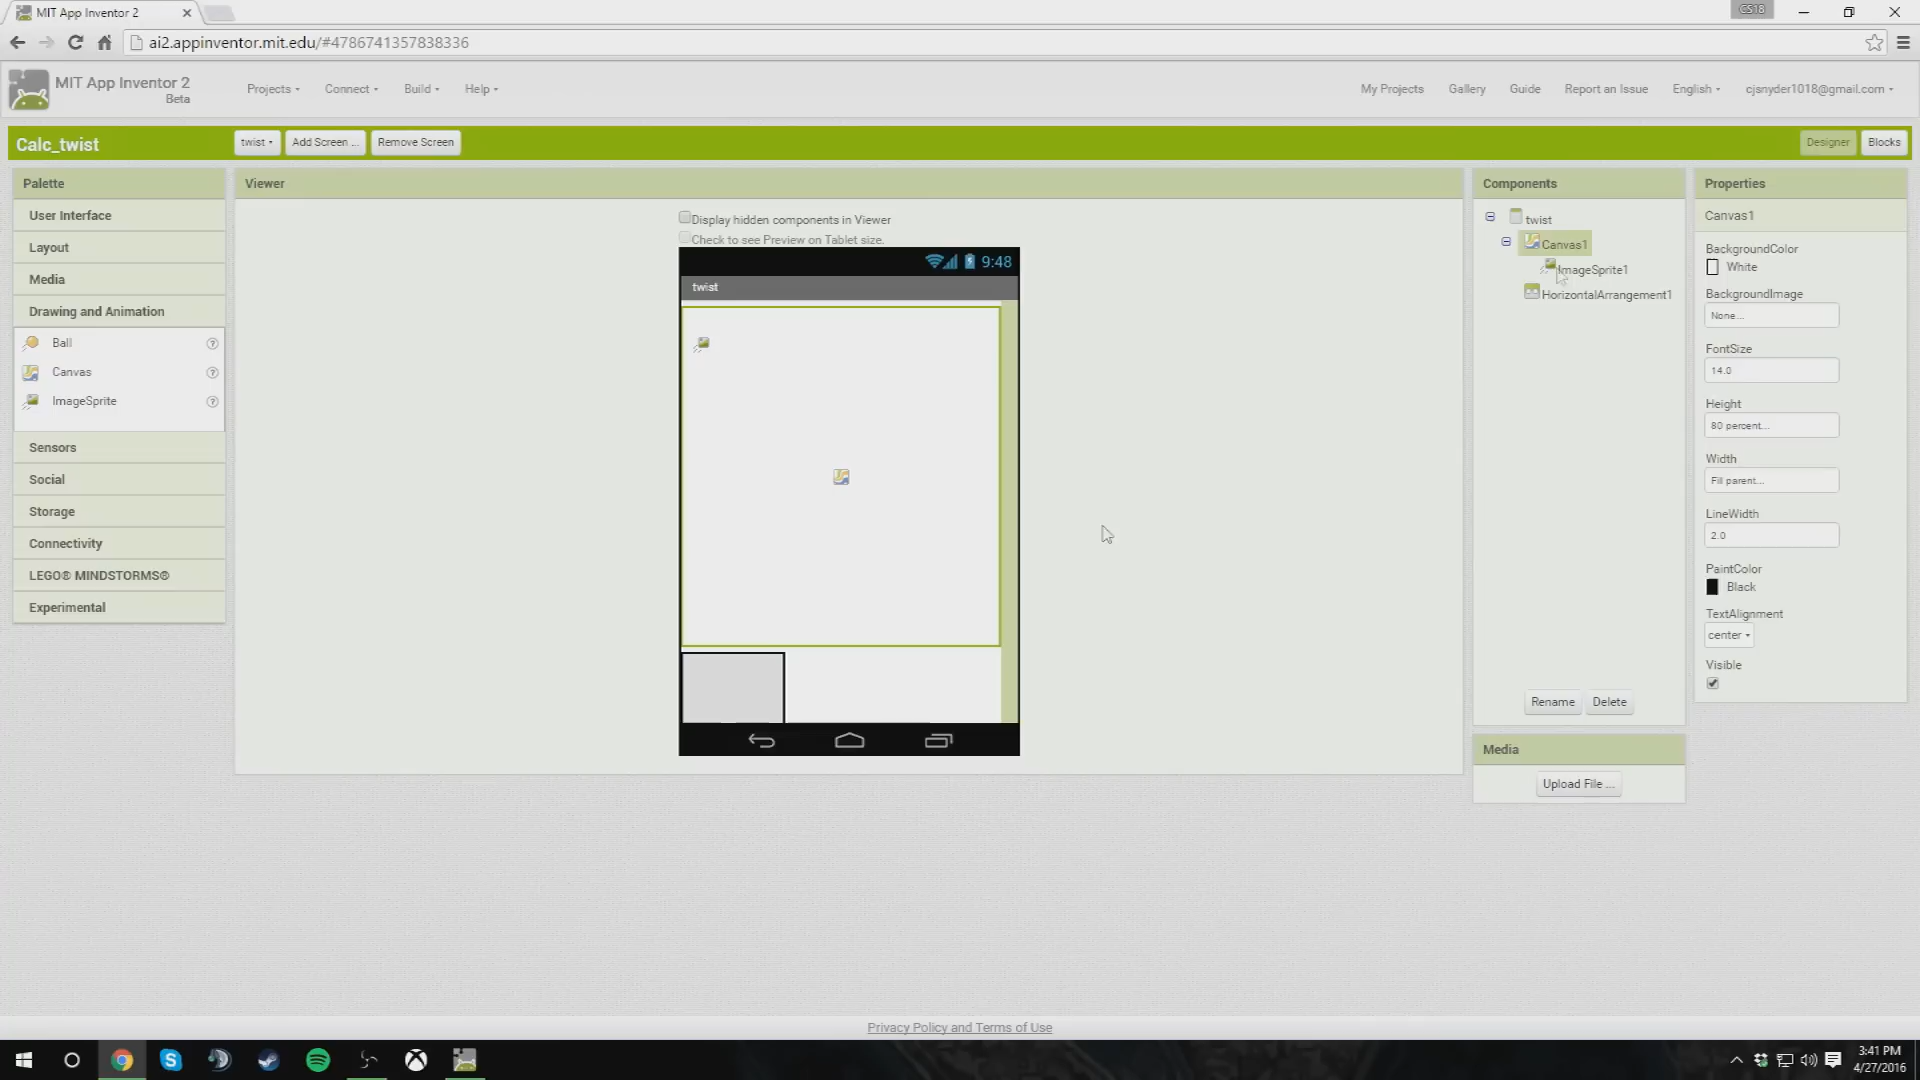 MIT App Inventor 2
CS18
ai2.appinventor.mit.edu/#4786741357838336
MIT App Inventor 2
Beta
Projects
Connect
Build
Help
My Projects
Gallery
Guide
Report an Issue
English
cjsnyder1018@gmail.com
Calc_twist
twist
Add Screen ...
Remove Screen
Designer
Blocks
Palette
User Interface
Layout
Media
Drawing and Animation
Ball
Canvas
ImageSprite
Sensors
Social
Storage
Connectivity
LEGO® MINDSTORMS®
Experimental
Viewer
Display hidden components in Viewer
Check to see Preview on Tablet size.
9:48
twist
Components
twist
Canvas1
ImageSprite1
HorizontalArrangement1
Rename
Delete
Media
Upload File ...
Properties
Canvas1
BackgroundColor
White
BackgroundImage
None...
FontSize
14.0
Height
80 percent...
Width
Fill parent...
LineWidth
2.0
PaintColor
Black
TextAlignment
center
Visible
Privacy Policy and Terms of Use
3:41 PM
4/27/2016